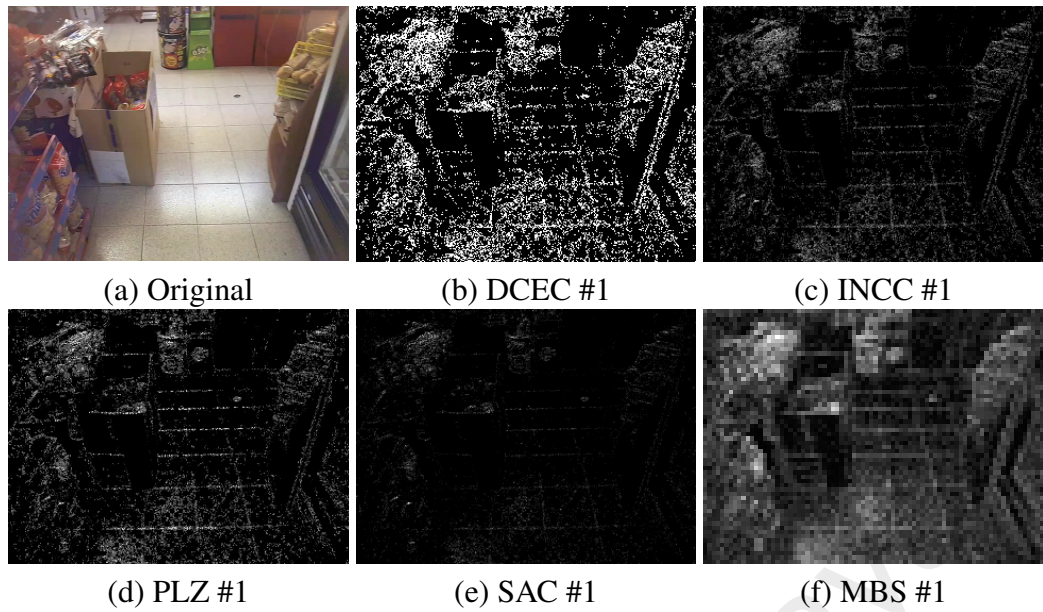 (a) Original
(b) DCEC #1
(c) INCC #1
(d) PLZ #1
(e) SAC #1
(f) MBS #1